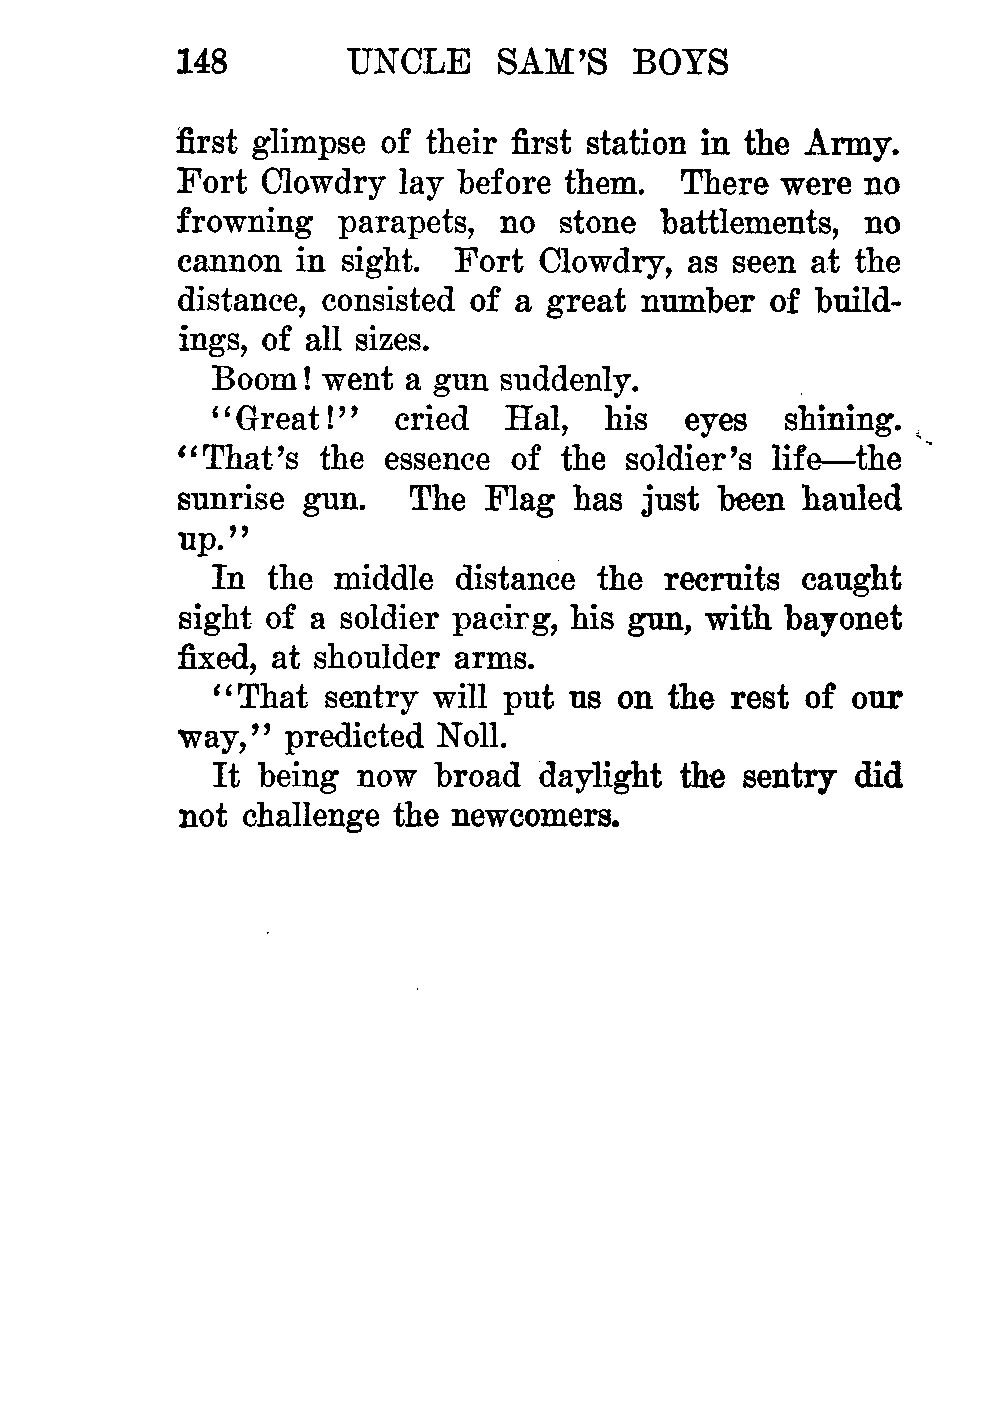 148 UNCLE SAM'S BOYS
first glimpse of their first station in the Army.
Fort Clowdry lay before them. There were no
frowning parapets, no stone battlements, no
cannon in sight. Fort Clowdry, as seen at the
distance, consisted of a great number of build-
ings, of all sizes.
Boom! went a gun suddenly.
"Great!" cried Hal, his eyes shining.
"That's the essence of the soldier's life—the
sunrise gun. The Flag has just been hauled
up."
In the middle distance the recruits caught
sight of a soldier pacing, his gun, with bayonet
fixed, at shoulder arms.
"That sentry will put us on the rest of our
way," predicted Noll.
It being now broad daylight the sentry did
not challenge the newcomers.